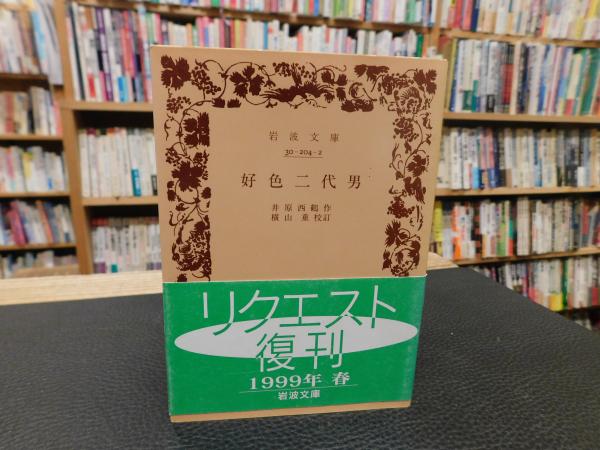 岩波文庫
30-204-2
好色二代男
井原西鶴作
横山重校訂
リクエスト
復刊
1999年 春
岩波文庫